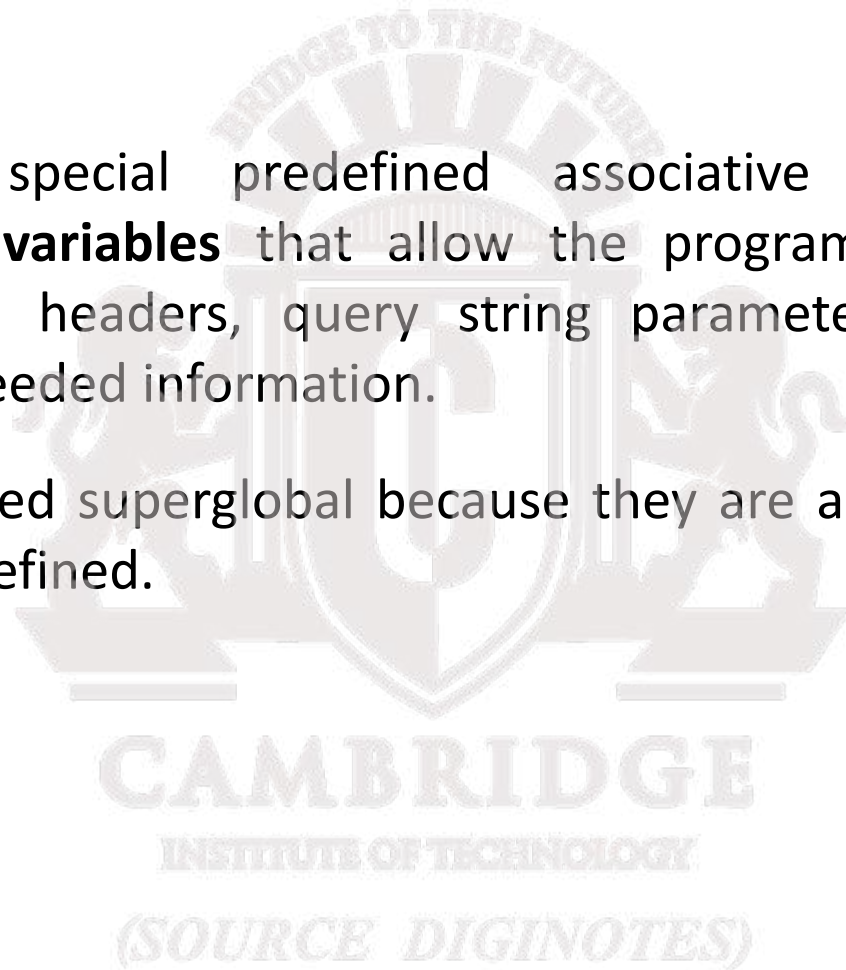 BRIDGE TO THE FUTURE
special predefined associative
variables that allow the program
headers, query string paramete
eeded information.
ed superglobal because they are a
efined.
CAMBRIDGE
INSTITUTE OF TECHNOLOGY
(SOURCE DIGINOTES)